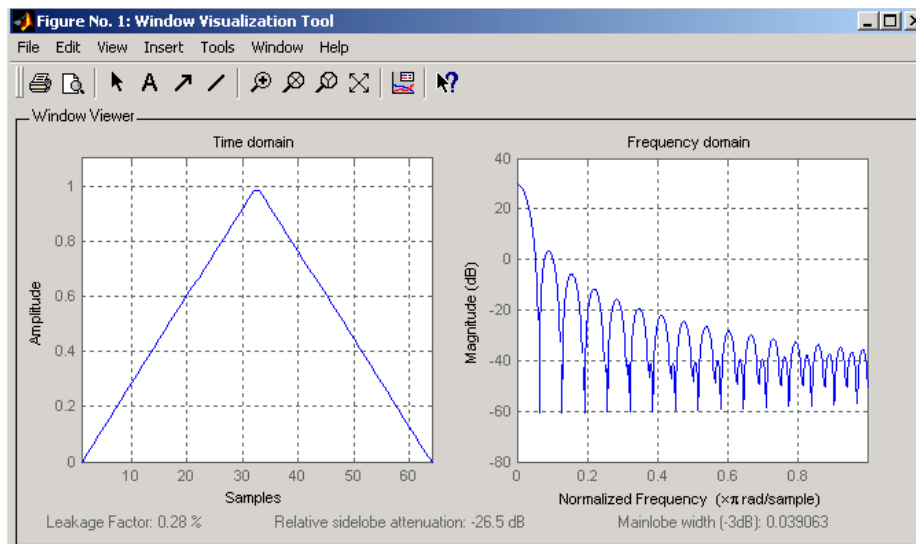 Figure No. 1: Window Visualization Tool
File Edit View Insert Tools Window Help
A
?
Window Viewer
Time domain
Frequency domain
1
0.8
0.6
0.4
0.2
0
Amplitude
10 20 30 40 50 60
Samples
40
20
0
-20
-40
-60
-80
Magnitude (dB)
0 0.2 0.4 0.6 0.8
Normalized Frequency (×π rad/sample)
Leakage Factor: 0.28 %
Relative sidelobe attenuation: -26.5 dB
Mainlobe width (-3dB): 0.039063